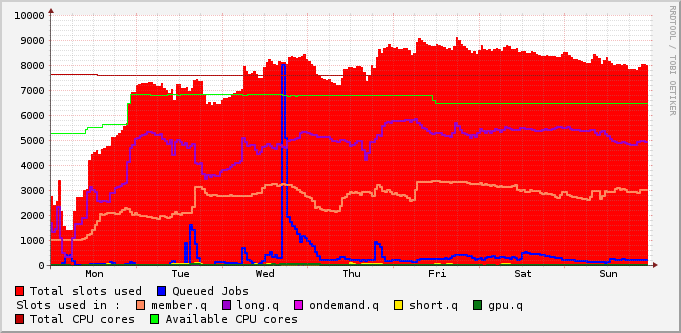 RRDTOOL / TOBI OETIKER
10000
9000
8000
7000
6000
5000
4000
3000
2000
1000
0
Mon Tue Wed Thu Fri Sat Sun
Total slots used Queued Jobs
Slots used in : member.q long.q ondemand.q short.q gpu.q
Total CPU cores Available CPU cores